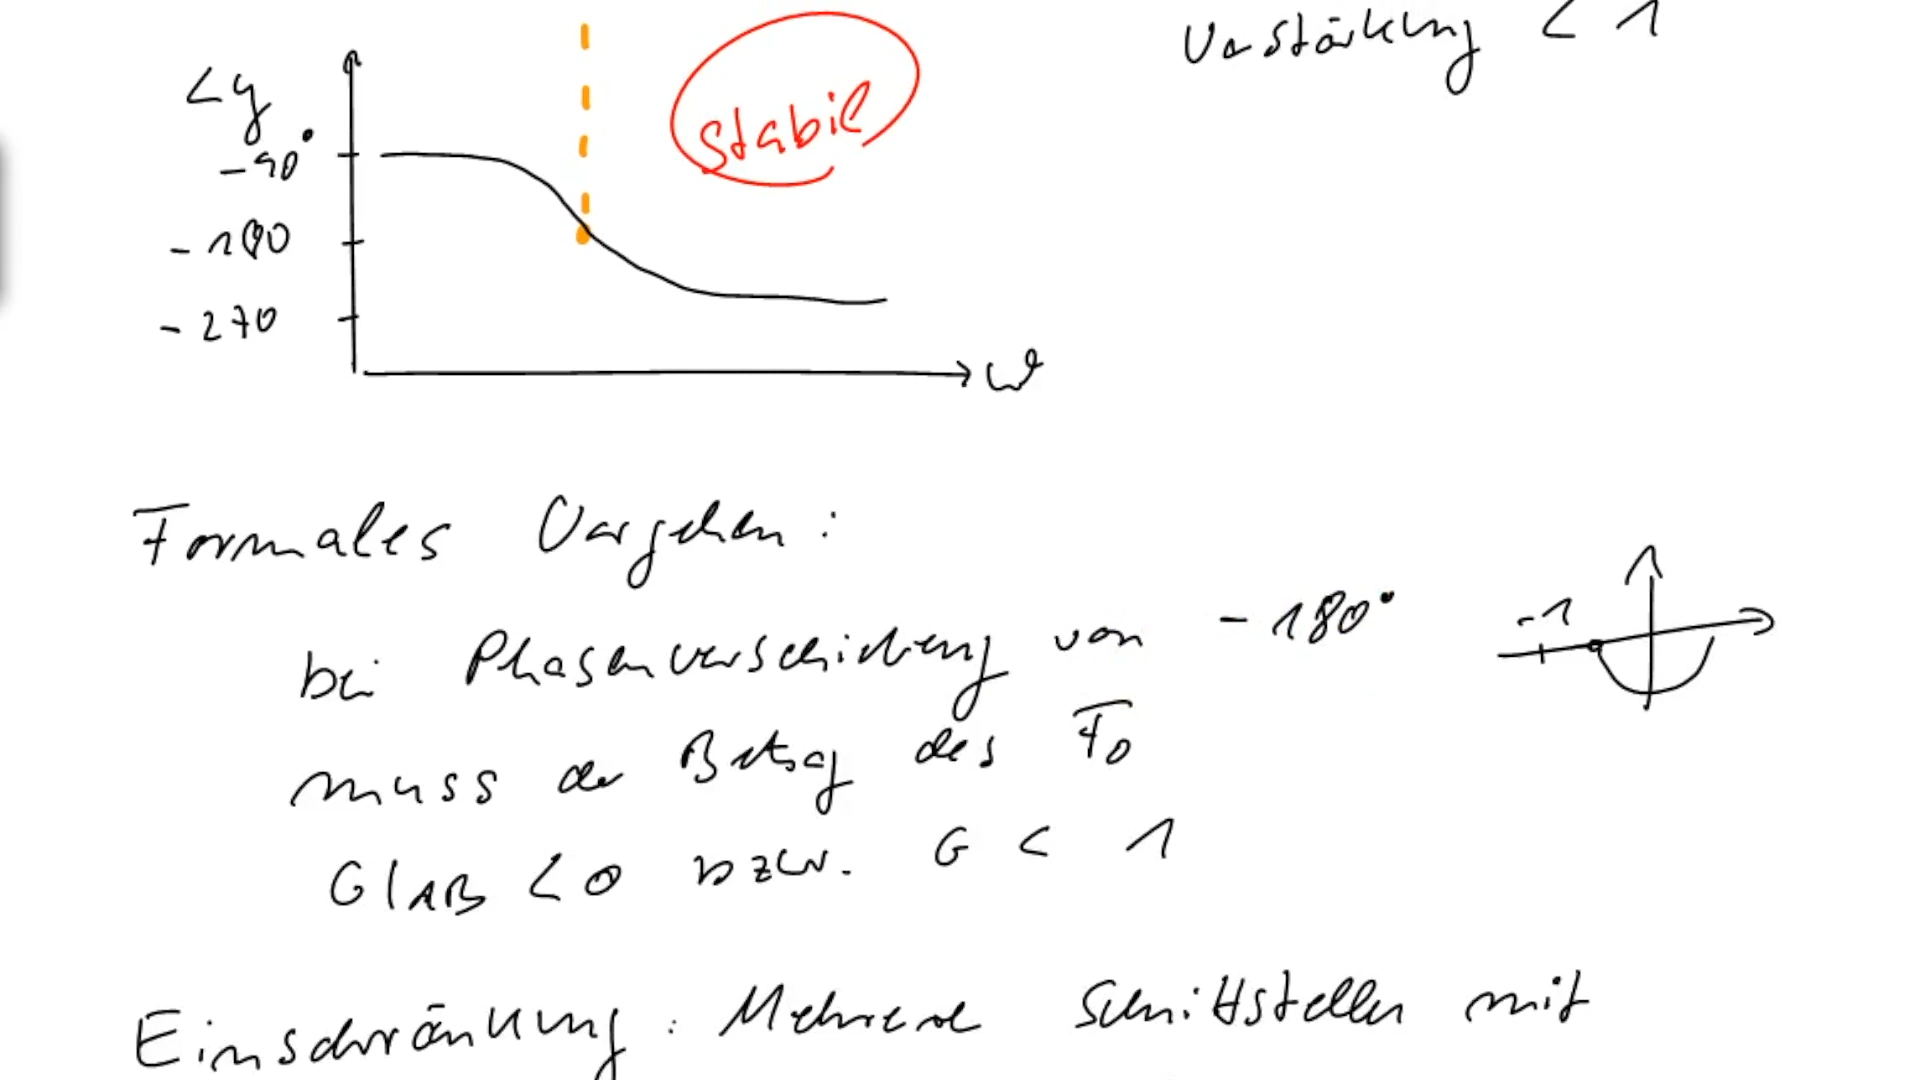 Verstärkung < 1
∠φ
stabil
-90°
-180
-270
ω
Formales Vorgehen:
bei Phasenverschiebung von -180°
-1
muss der Betrag des F0
G|dB < 0 bzw. G < 1
Einschränkung: Mehrere Schnittstellen mit